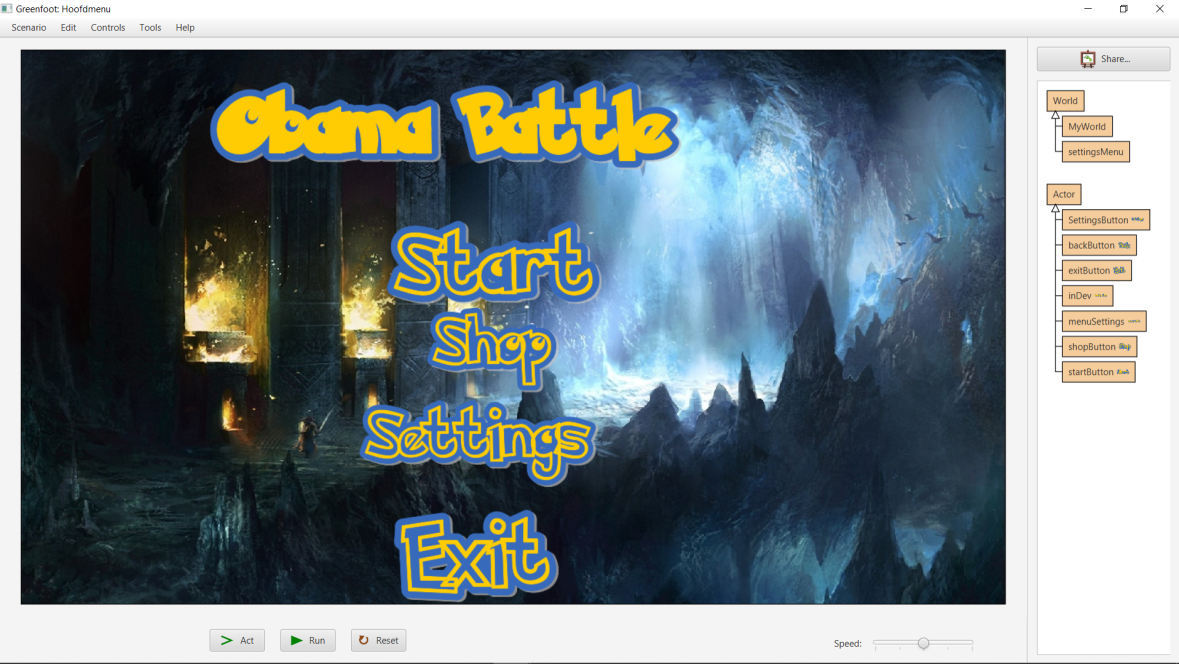 Greenfoot: Hoofdmenu
Scenario Edit Controls Tools Help
Obama Battle
Start
Shop
Settings
Exit
Act Run Reset
Speed:
Share...
World
MyWorld
settingsMenu
Actor
SettingsButton
backButton
exitButton
inDev
menuSettings
shopButton
startButton